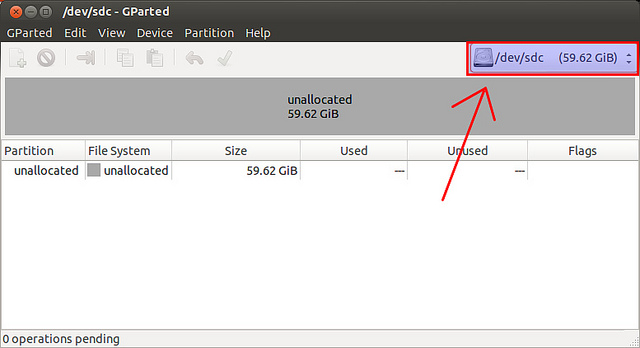 /dev/sdc - GParted
GParted Edit View Device Partition Help
/dev/sdc (59.62 GiB)
unallocated
59.62 GiB
Partition File System Size Used Unused Flags
unallocated unallocated 59.62 GiB --- ---
0 operations pending